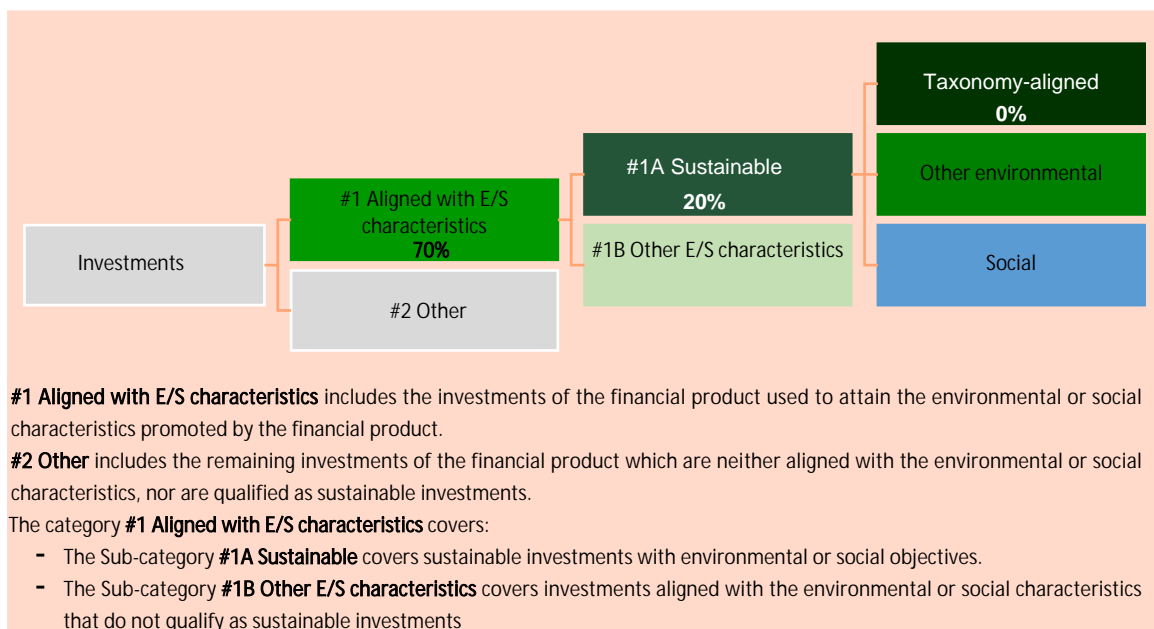 Taxonomy-aligned
0%
#1A Sustainable
20%
Other environmental
#1 Aligned with E/S
characteristics
70%
#1B Other E/S characteristics
Investments
Social
#2 Other
#1 Aligned with E/S characteristics includes the investments of the financial product used to attain the environmental or social
characteristics promoted by the financial product.
#2 Other includes the remaining investments of the financial product which are neither aligned with the environmental or social
characteristics, nor are qualified as sustainable investments.
The category #1 Aligned with E/S characteristics covers:
- The Sub-category #1A Sustainable covers sustainable investments with environmental or social objectives.
- The Sub-category #1B Other E/S characteristics covers investments aligned with the environmental or social characteristics
that do not qualify as sustainable investments